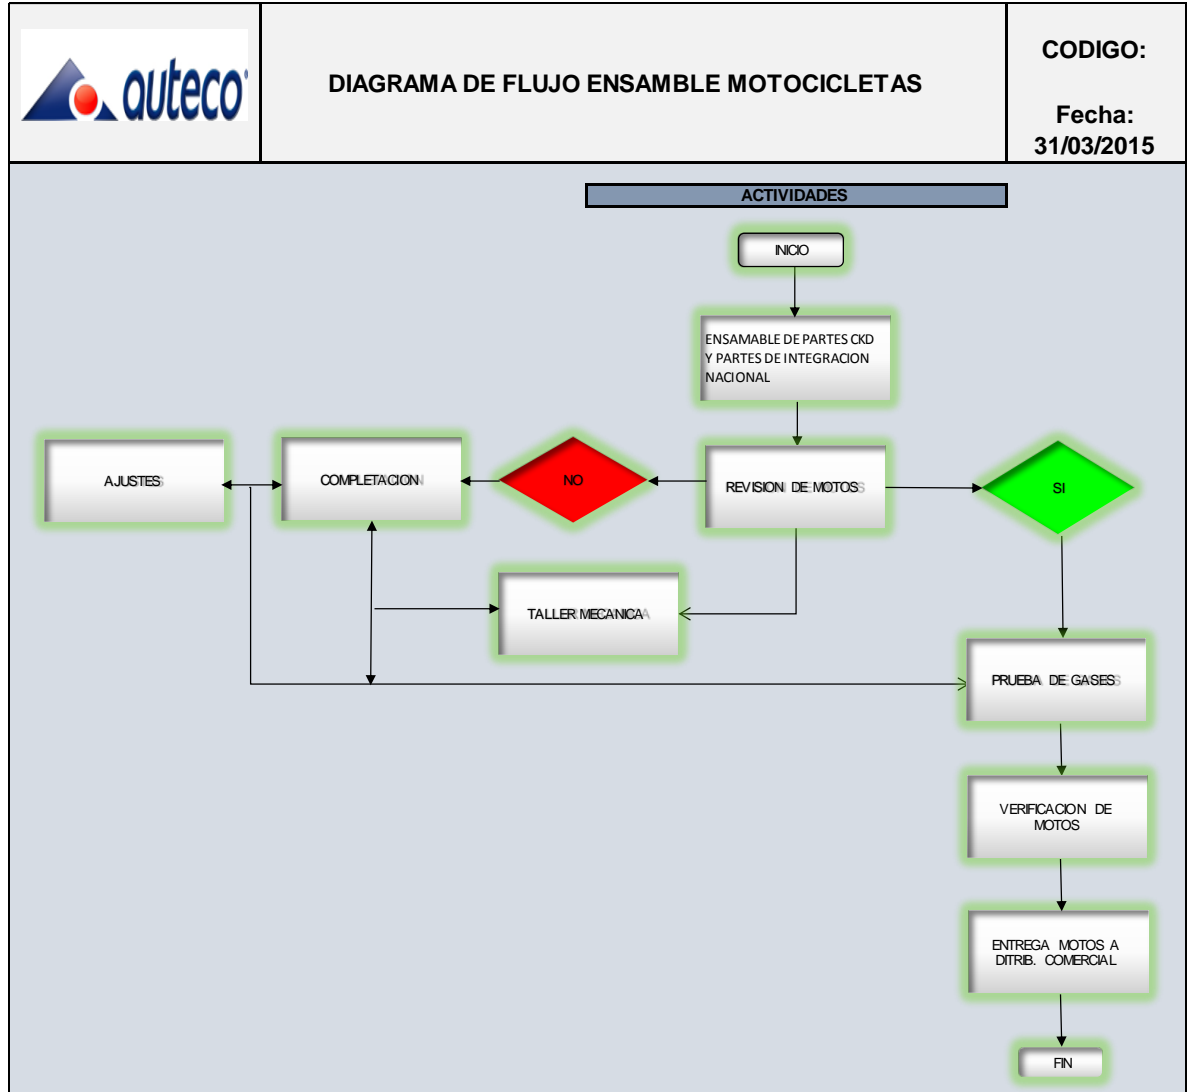 auteco
DIAGRAMA DE FLUJO ENSAMBLE MOTOCICLETAS
CODIGO:
Fecha:
31/03/2015
ACTIVIDADES
INICIO
ENSAMABLE DE PARTES CKD
Y PARTES DE INTEGRACION
NACIONAL
AJUSTES
COMPLETACION
NO
REVISION DE MOTOS
SI
TALLER MECANICA
PRUEBA DE GASES
VERIFICACION DE
MOTOS
ENTREGA MOTOS A
DITRIB. COMERCIAL
FIN